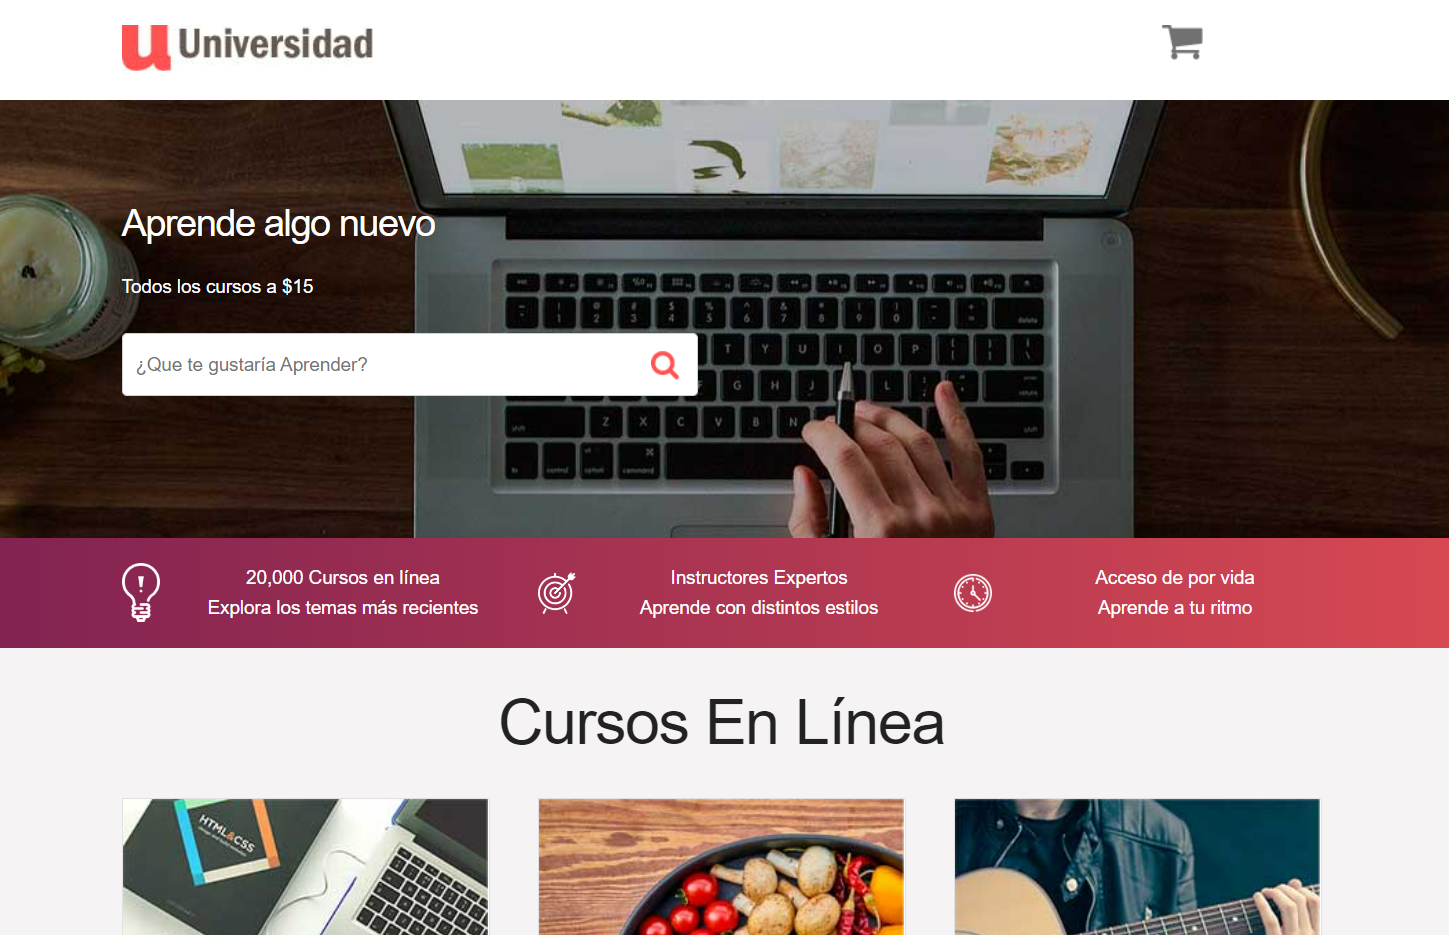 Universidad
Aprende algo nuevo
Todos los cursos a $15
¿Que te gustaría Aprender?
20,000 Cursos en línea
Explora los temas más recientes
Instructores Expertos
Aprende con distintos estilos
Acceso de por vida
Aprende a tu ritmo
Cursos En Línea
HTML&CSS